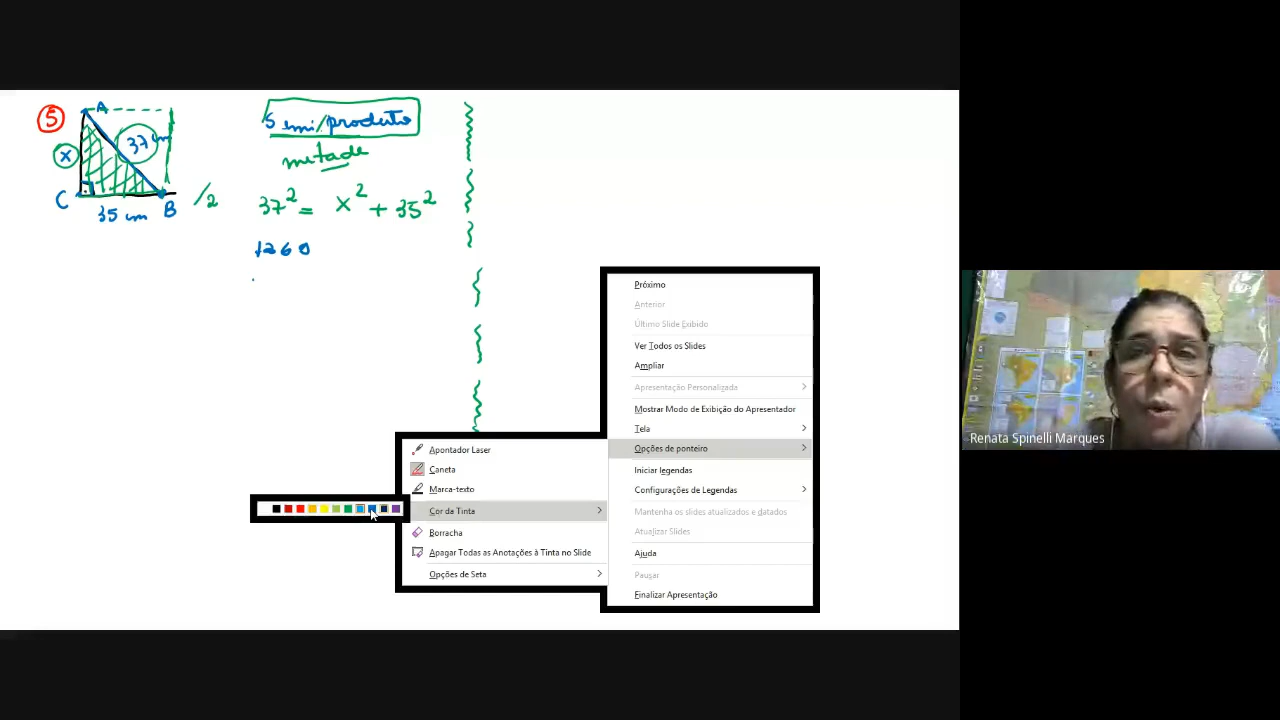 5
A
37 cm
x
C
35 cm
B
/2
S emi/produto
metade
37² = x² + 35²
1260
Próximo
Anterior
Último Slide Exibido
Ver Todos os Slides
Ampliar
Apresentação Personalizada
Mostrar Modo de Exibição do Apresentador
Tela
Opções de ponteiro
Iniciar legendas
Configurações de Legendas
Mantenha os slides atualizados e datados
Atualizar Slides
Ajuda
Pausar
Finalizar Apresentação
Apontador Laser
Caneta
Marca-texto
Cor da Tinta
Borracha
Apagar Todas as Anotações à Tinta no Slide
Opções de Seta
Renata Spinelli Marques